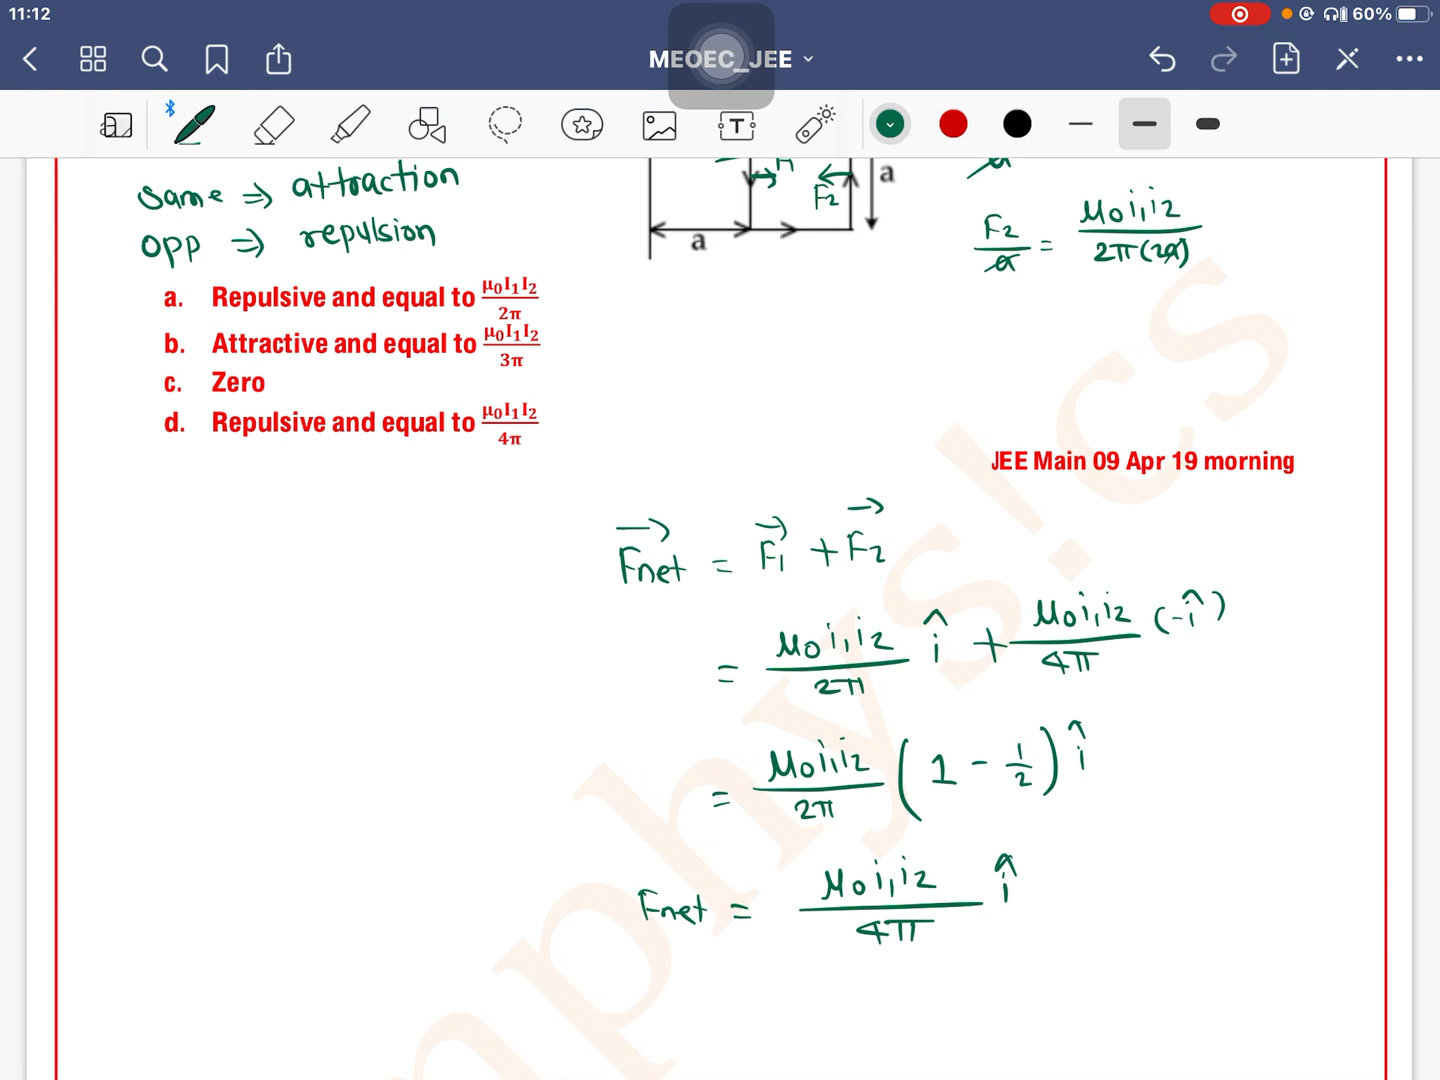 11:12
60%
MEOEC_JEE
T
same ⇒ attraction
opp ⇒ repulsion
F2
a
a
F2/a = μ0i1i2/2π(2a)
a. Repulsive and equal to μ0I1I2/2π
b. Attractive and equal to μ0I1I2/3π
c. Zero
d. Repulsive and equal to μ0I1I2/4π
JEE Main 09 Apr 19 morning
Fnet = F1 + F2
= μ0i1i2/2π î + μ0i1i2/4π (-î)
= μ0i1i2/2π (1 - 1/2) î
Fnet = μ0i1i2/4π î